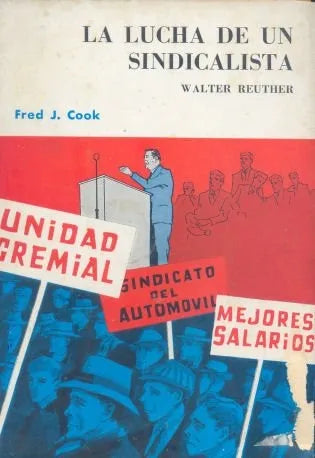 LA LUCHA DE UN
SINDICALISTA
WALTER REUTHER
Fred J. Cook
UNiDAD
GREMiAL
SINDICATO
DEL
AUTOMOVIL
MEJORES
SALARiOS